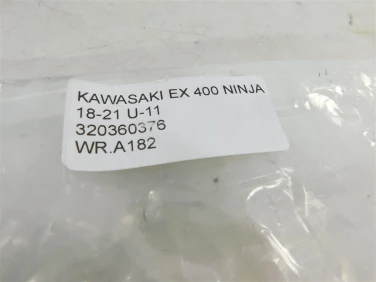 KAWASAKI EX 400 NINJA
18-21 U-11
320360376
WR.A182